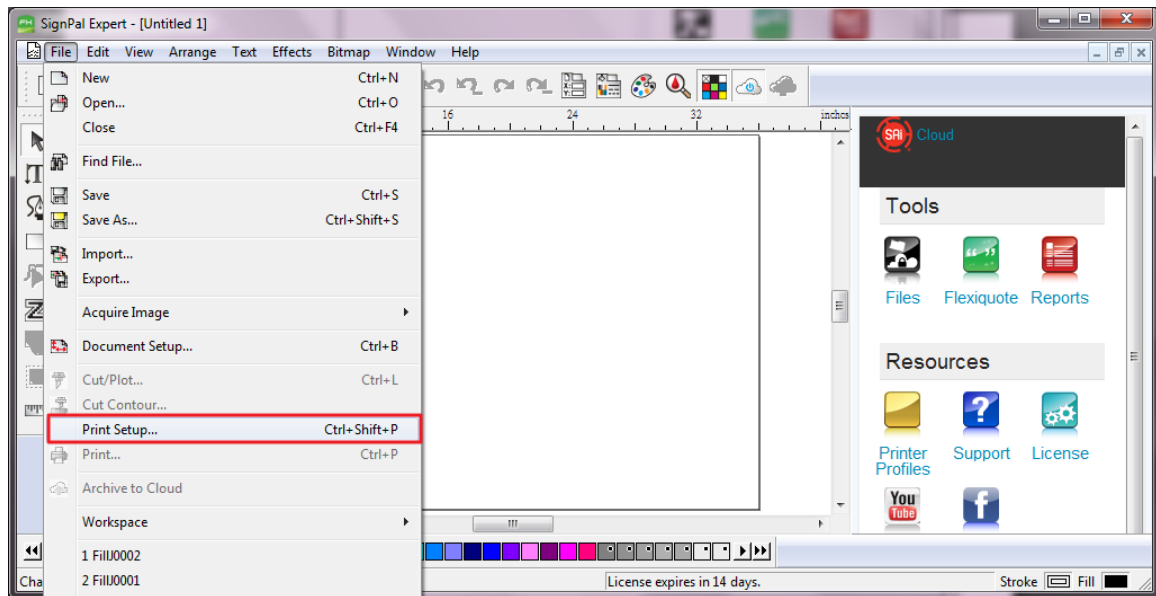 SignPal Expert - [Untitled 1]
File Edit View Arrange Text Effects Bitmap Window Help
New Ctrl+N
Open... Ctrl+O
Close Ctrl+F4
Find File...
Save Ctrl+S
Save As... Ctrl+Shift+S
Import...
Export...
Acquire Image
Document Setup... Ctrl+B
Cut/Plot... Ctrl+L
Cut Contour...
Print Setup... Ctrl+Shift+P
Print... Ctrl+P
Archive to Cloud
Workspace
1 FillJ0002
2 FillJ0001
16 24 32 inches
SAi Cloud
Tools
Files Flexiquote Reports
Resources
Printer Profiles
Support License
You Tube
Cha
License expires in 14 days.
Stroke Fill